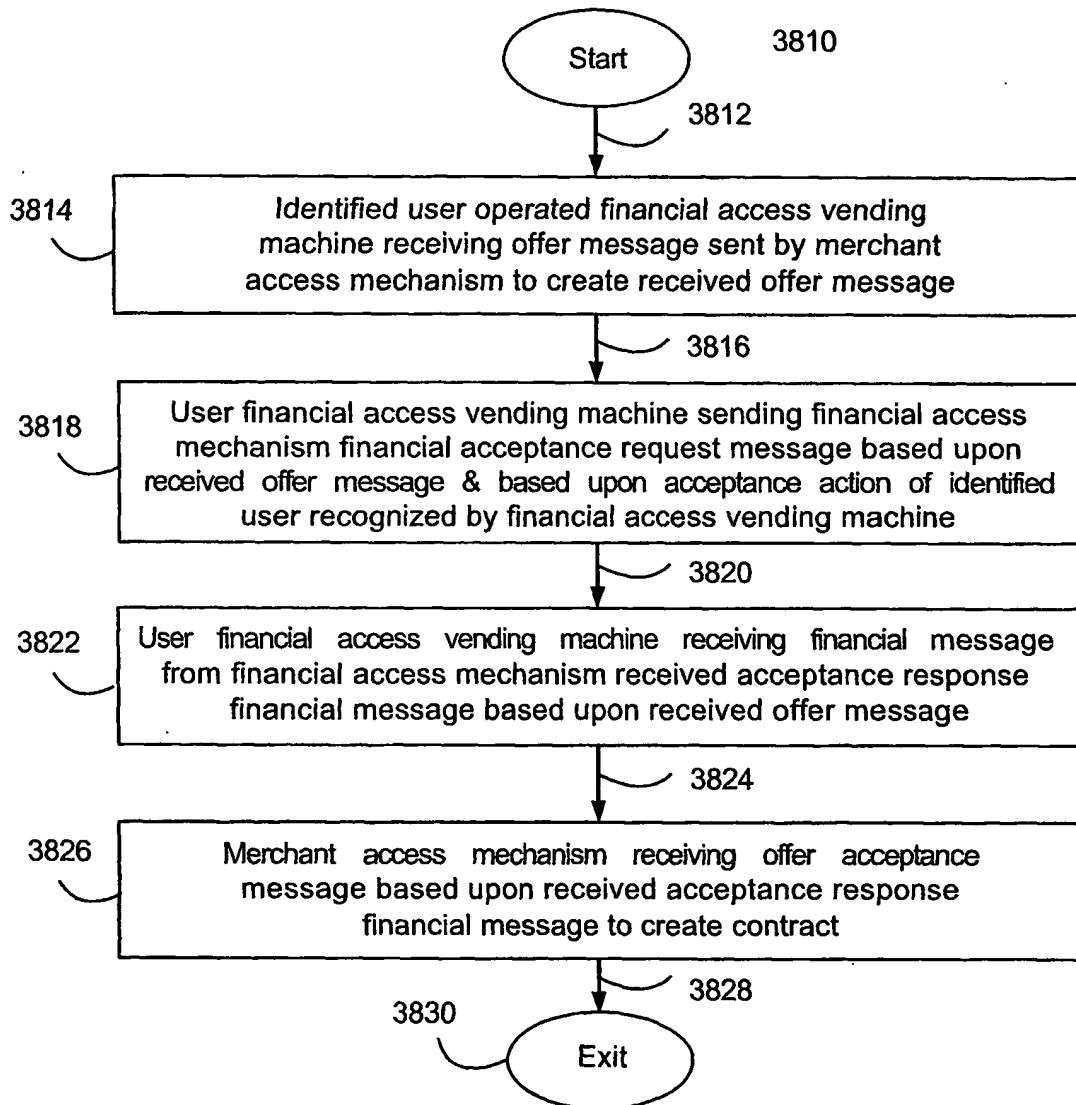 Start
3810
3812
3814
Identified user operated financial access vending
machine receiving offer message sent by merchant
access mechanism to create received offer message
3816
3818
User financial access vending machine sending financial access
mechanism financial acceptance request message based upon
received offer message & based upon acceptance action of identified
user recognized by financial access vending machine
3820
3822
User financial access vending machine receiving financial message
from financial access mechanism received acceptance response
financial message based upon received offer message
3824
3826
Merchant access mechanism receiving offer acceptance
message based upon received acceptance response
financial message to create contract
3828
3830
Exit